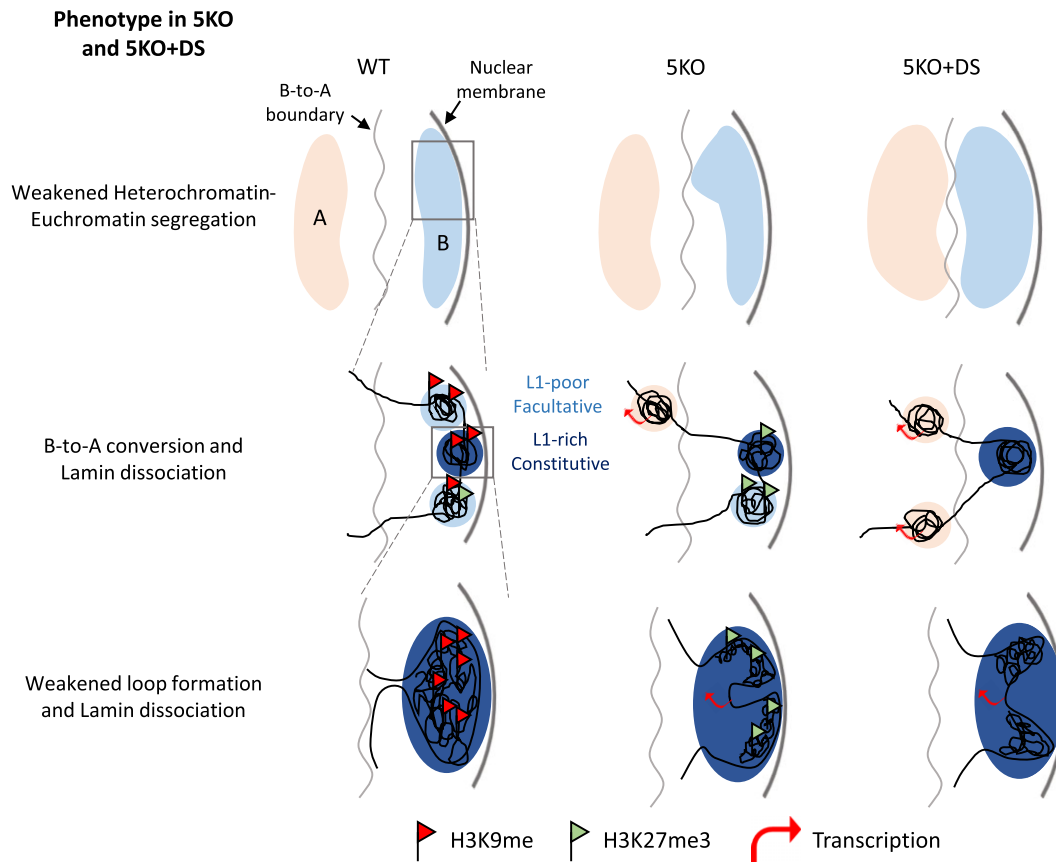 Phenotype in 5KO
and 5KO+DS
WT
5KO
5KO+DS
B-to-A
boundary
Nuclear
membrane
Weakened Heterochromatin-
Euchromatin segregation
A
B
B-to-A conversion and
Lamin dissociation
L1-poor
Facultative
L1-rich
Constitutive
Weakened loop formation
and Lamin dissociation
H3K9me
H3K27me3
Transcription